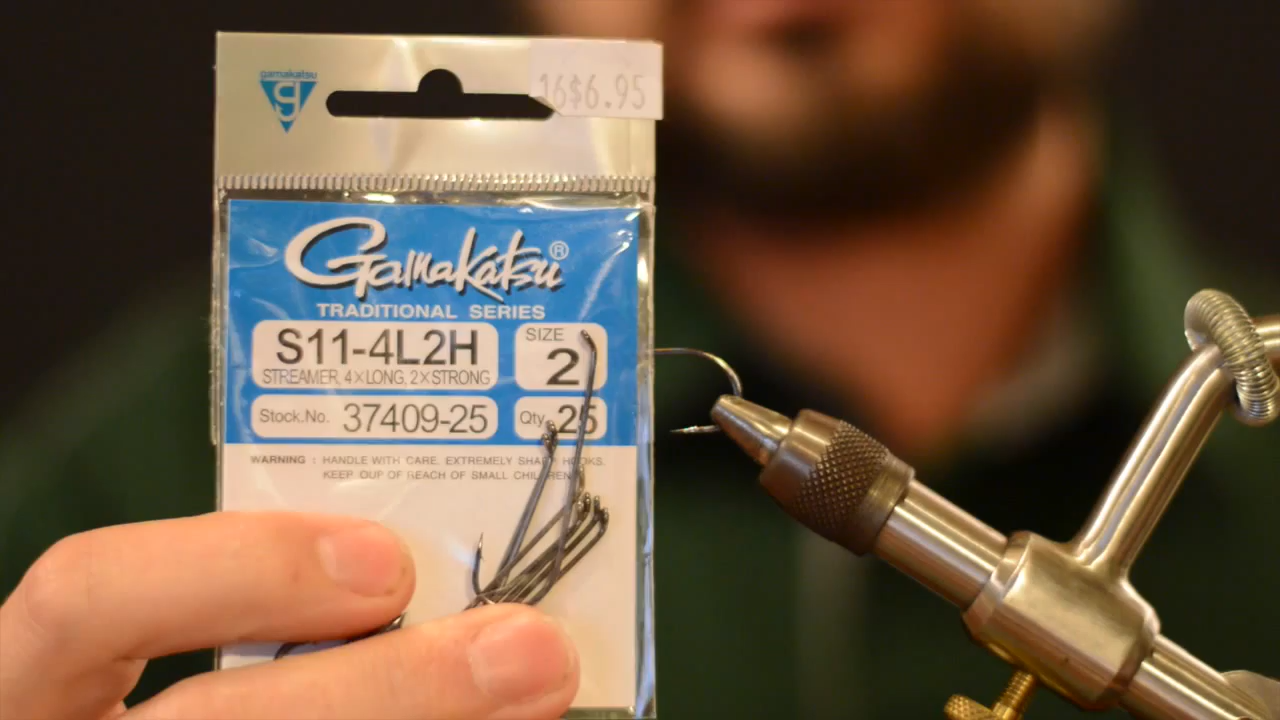 gamakatsu
16$6.95
Gamakatsu®
TRADITIONAL SERIES
S11-4L2H
STREAMER, 4×LONG, 2×STRONG
SIZE
2
Stock.No. 37409-25
Qty. 25
WARNING : HANDLE WITH CARE. EXTREMELY SHARP HOOKS.
KEEP OUP OF REACH OF SMALL CHILDREN